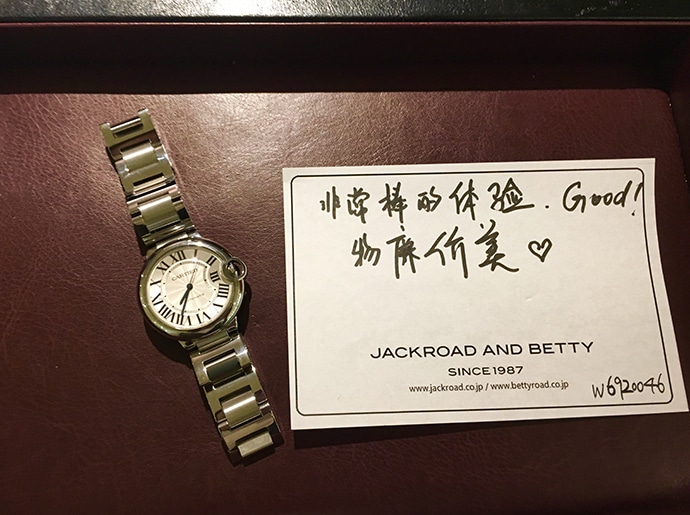 非常棒的体验. Good!
物廉价美♡
JACKROAD AND BETTY
SINCE1987
www.jackroad.co.jp / www.bettyroad.co.jp
W6920046
CARTIER